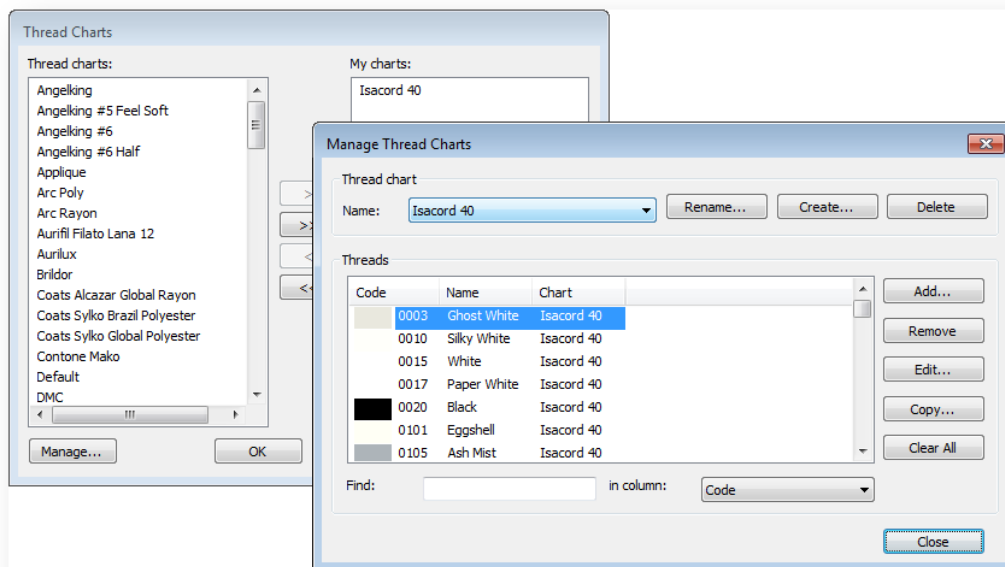 Thread Charts
Thread charts:
Angelking
Angelking #5 Feel Soft
Angelking #6
Angelking #6 Half
Applique
Arc Poly
Arc Rayon
Aurifil Filato Lana 12
Aurilux
Brildor
Coats Alcazar Global Rayon
Coats Sylko Brazil Polyester
Coats Sylko Global Polyester
Contone Mako
Default
DMC
Manage...
OK
My charts:
Isacord 40
>
>>
<
<<
Manage Thread Charts
Thread chart
Name: Isacord 40 Rename... Create... Delete
Threads
Code Name Chart
0003 Ghost White Isacord 40
0010 Silky White Isacord 40
0015 White Isacord 40
0017 Paper White Isacord 40
0020 Black Isacord 40
0101 Eggshell Isacord 40
0105 Ash Mist Isacord 40
Add...
Remove
Edit...
Copy...
Clear All
Find: in column: Code
Close